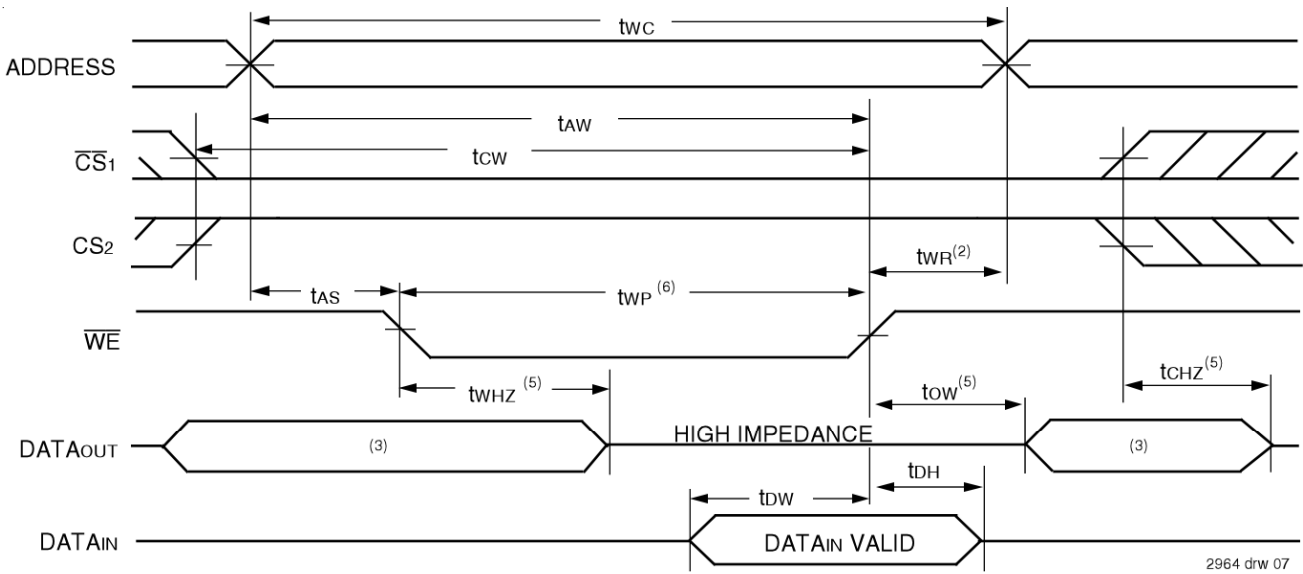 tWC
ADDRESS
tAW
CS1
tCW
CS2
tWR(2)
tAS
tWP (6)
WE
tWHZ (5)
tOW(5)
tCHZ(5)
DATAOUT
(3)
HIGH IMPEDANCE
(3)
tDW
tDH
DATAIN
DATAIN VALID
2964 drw 07